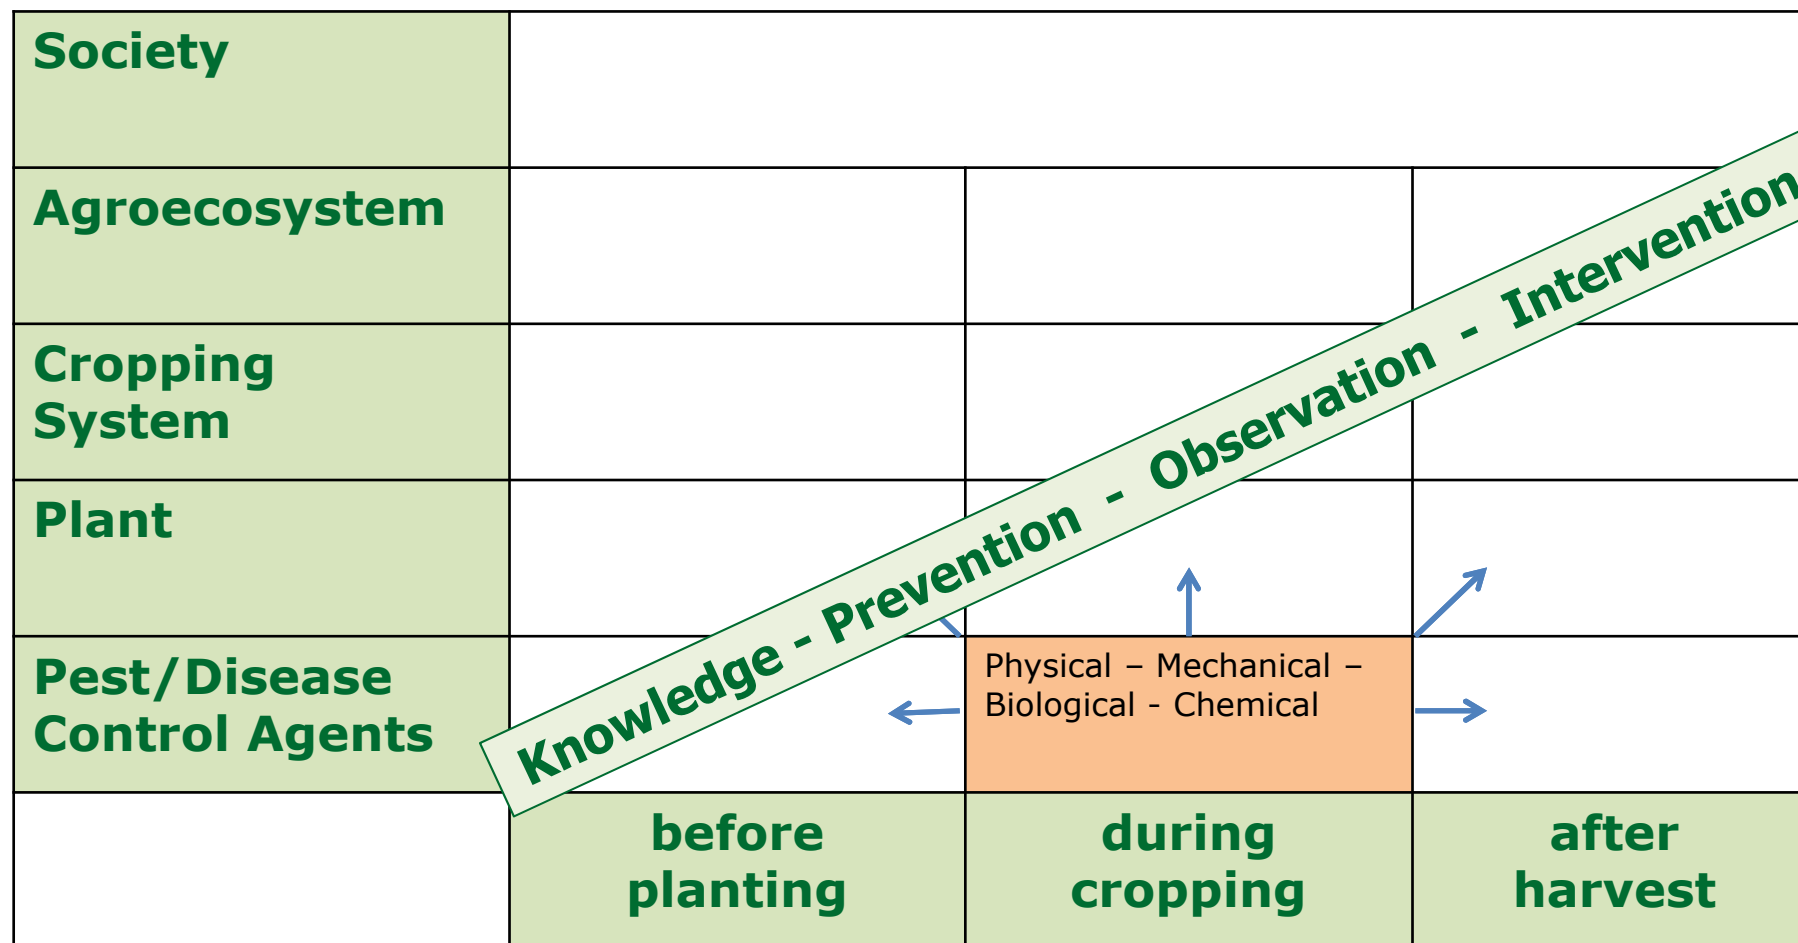 Society
Agroecosystem
Cropping
System
Plant
Pest/Disease
Control Agents
Knowledge - Prevention - Observation - Intervention
Physical – Mechanical –
Biological - Chemical
before
planting
during
cropping
after
harvest